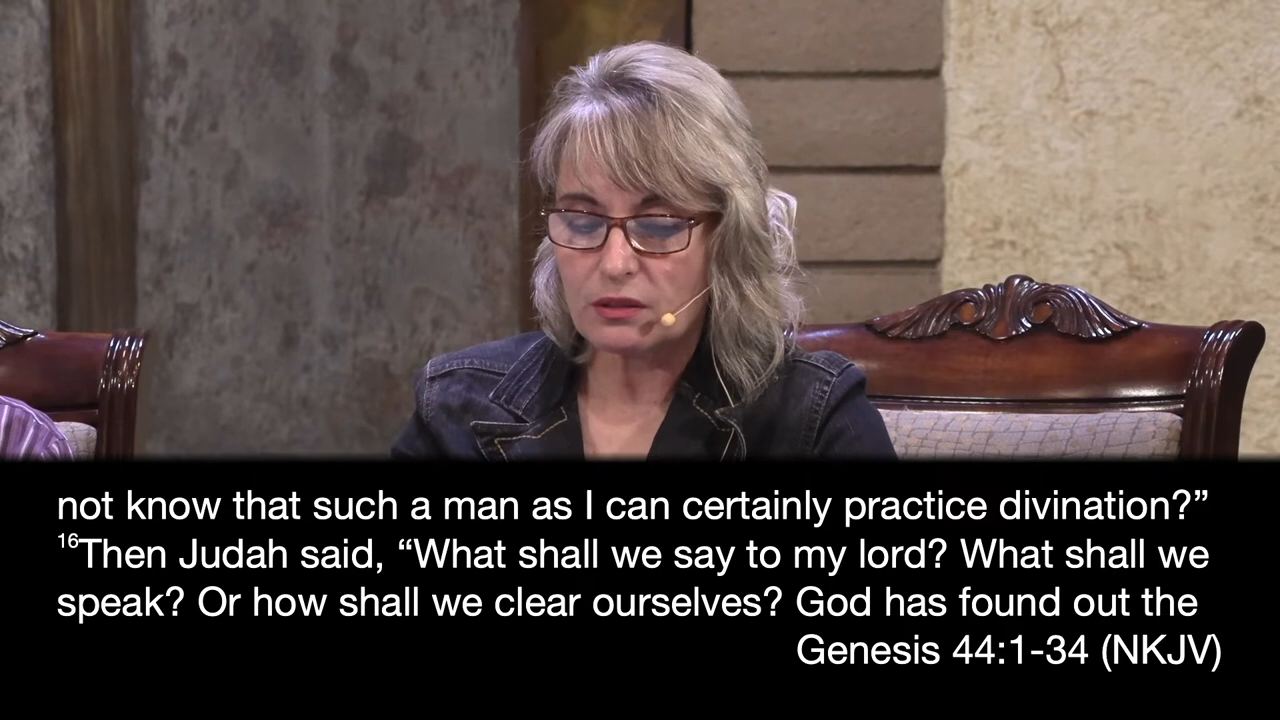 not know that such a man as I can certainly practice divination?”
16Then Judah said, “What shall we say to my lord? What shall we
speak? Or how shall we clear ourselves? God has found out the
Genesis 44:1-34 (NKJV)